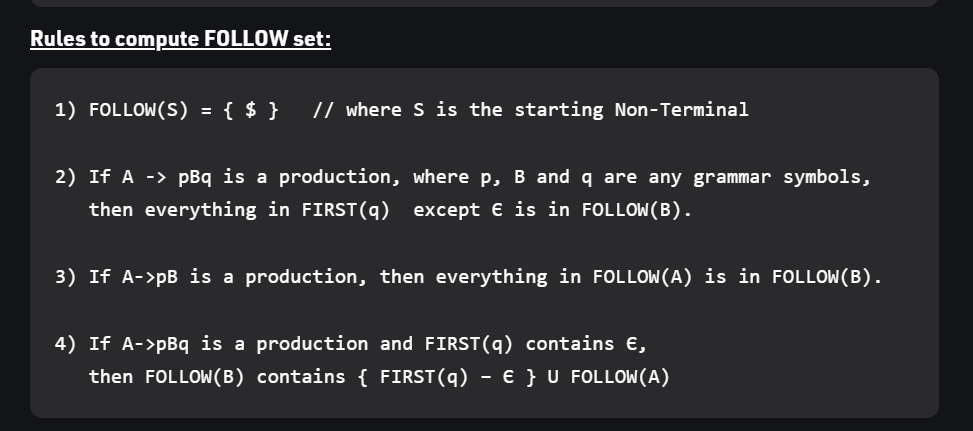 Rules to compute FOLLOW set:
1) FOLLOW(S) = { $ }   // where S is the starting Non-Terminal
2) If A -> pBq is a production, where p, B and q are any grammar symbols,
then everything in FIRST(q)  except Є is in FOLLOW(B).
3) If A->pB is a production, then everything in FOLLOW(A) is in FOLLOW(B).
4) If A->pBq is a production and FIRST(q) contains Є,
then FOLLOW(B) contains { FIRST(q) – Є } U FOLLOW(A)